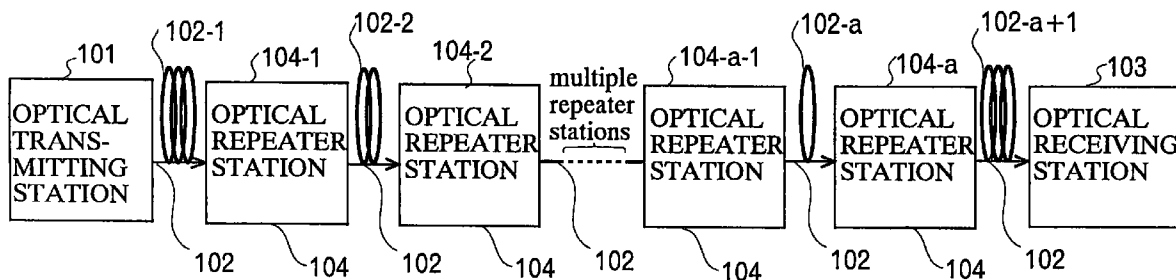 102-1
102-2
102-a
102-a+1
101
104-1
104-2
multiple
repeater
stations
104-a-1
104-a
103
OPTICAL
TRANS-
MITTING
STATION
OPTICAL
REPEATER
STATION
OPTICAL
REPEATER
STATION
OPTICAL
REPEATER
STATION
OPTICAL
REPEATER
STATION
OPTICAL
RECEIVING
STATION
102
104
102
104
102
104
102
104
102